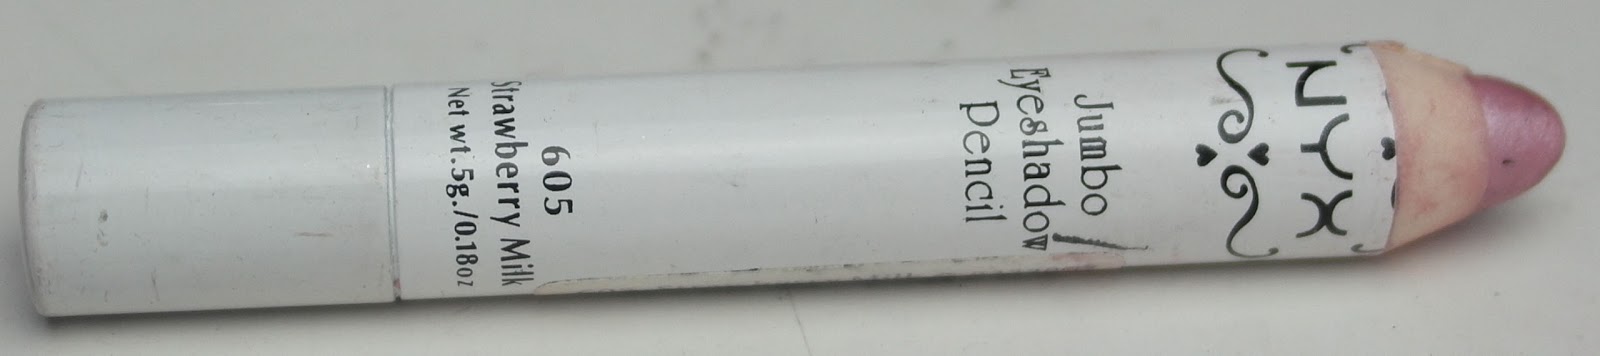 NYX
Jumbo
Eyeshadow
Pencil
605
Strawberry Milk
Net wt.5g./0.18oz